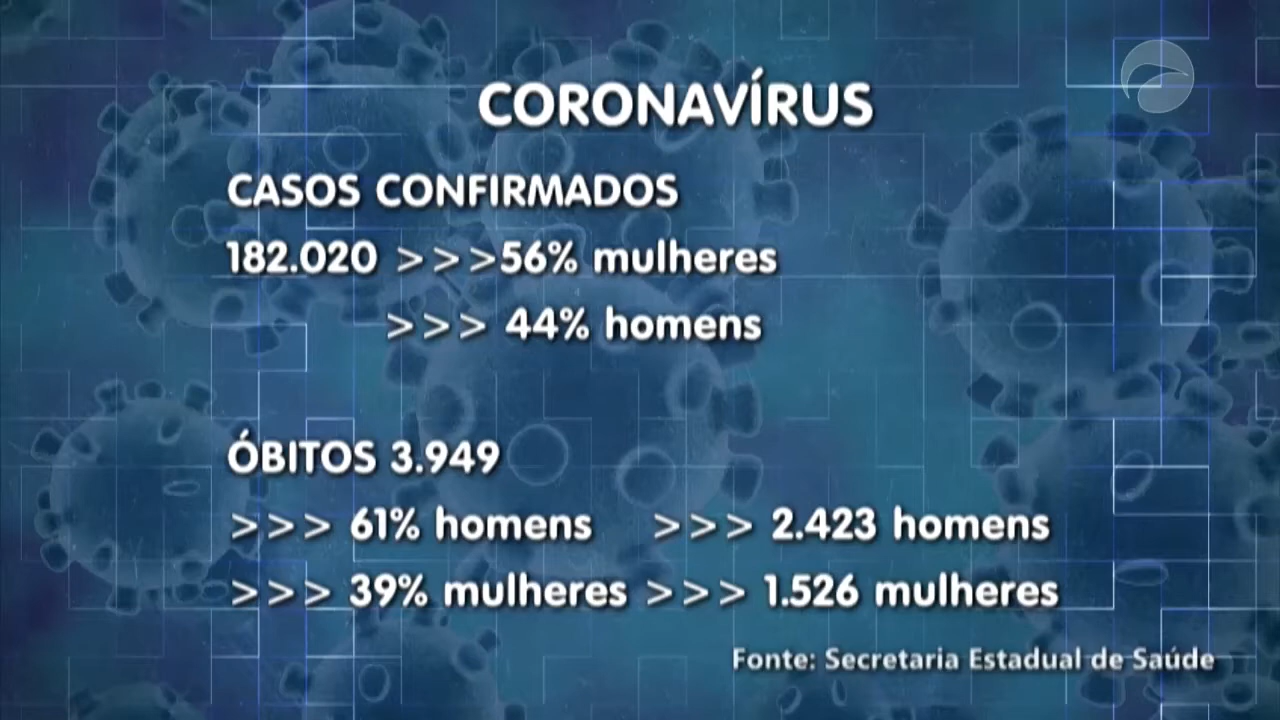 CORONAVÍRUS
CASOS CONFIRMADOS
182.020 >>>56% mulheres
>>> 44% homens
ÓBITOS 3.949
>>> 61% homens >>> 2.423 homens
>>> 39% mulheres >>> 1.526 mulheres
Fonte: Secretaria Estadual de Saúde